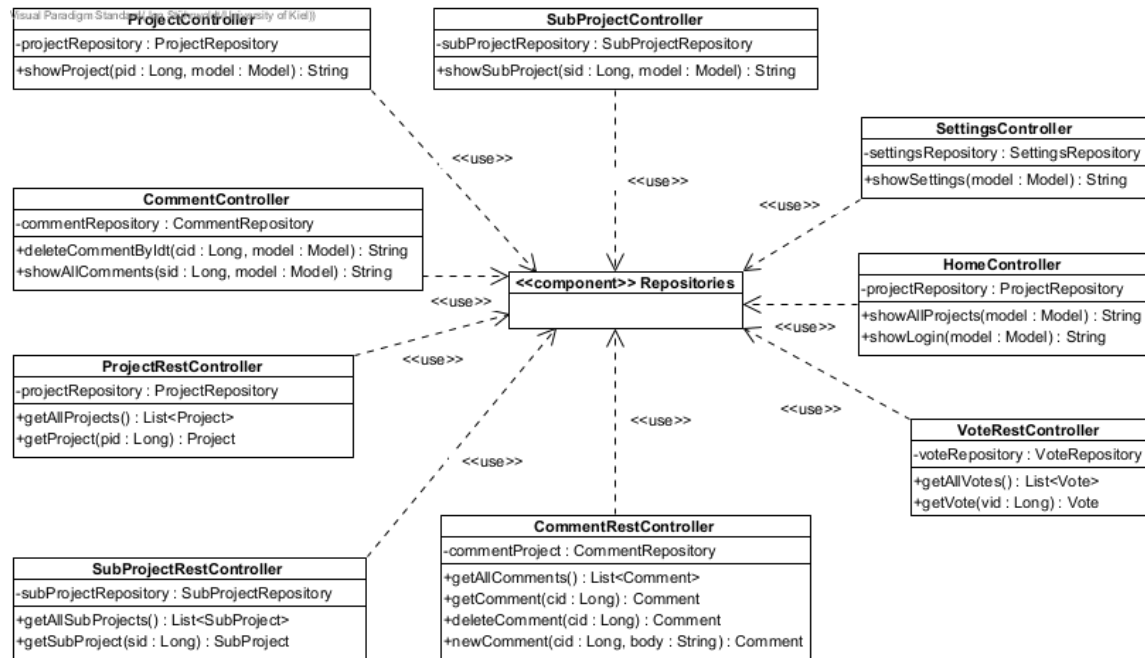 Visual Paradigm Standard University of Kiel))
ProjectController
-projectRepository : ProjectRepository
+showProject(pid : Long, model : Model) : String
SubProjectController
-subProjectRepository : SubProjectRepository
+showSubProject(sid : Long, model : Model) : String
SettingsController
-settingsRepository : SettingsRepository
+showSettings(model : Model) : String
<<use>>
<<use>>
<<use>>
CommentController
-commentRepository : CommentRepository
+deleteCommentByIdt(cid : Long, model : Model) : String
+showAllComments(sid : Long, model : Model) : String
<<component>> Repositories
HomeController
-projectRepository : ProjectRepository
+showAllProjects(model : Model) : String
+showLogin(model : Model) : String
<<use>>
<<use>>
<<use>>
ProjectRestController
-projectRepository : ProjectRepository
+getAllProjects() : List<Project>
+getProject(pid : Long) : Project
<<use>>
<<use>>
<<use>>
VoteRestController
-voteRepository : VoteRepository
+getAllVotes() : List<Vote>
+getVote(vid : Long) : Vote
SubProjectRestController
-subProjectRepository : SubProjectRepository
+getAllSubProjects() : List<SubProject>
+getSubProject(sid : Long) : SubProject
CommentRestController
-commentProject : CommentRepository
+getAllComments() : List<Comment>
+getComment(cid : Long) : Comment
+deleteComment(cid : Long) : Comment
+newComment(cid : Long, body : String) : Comment